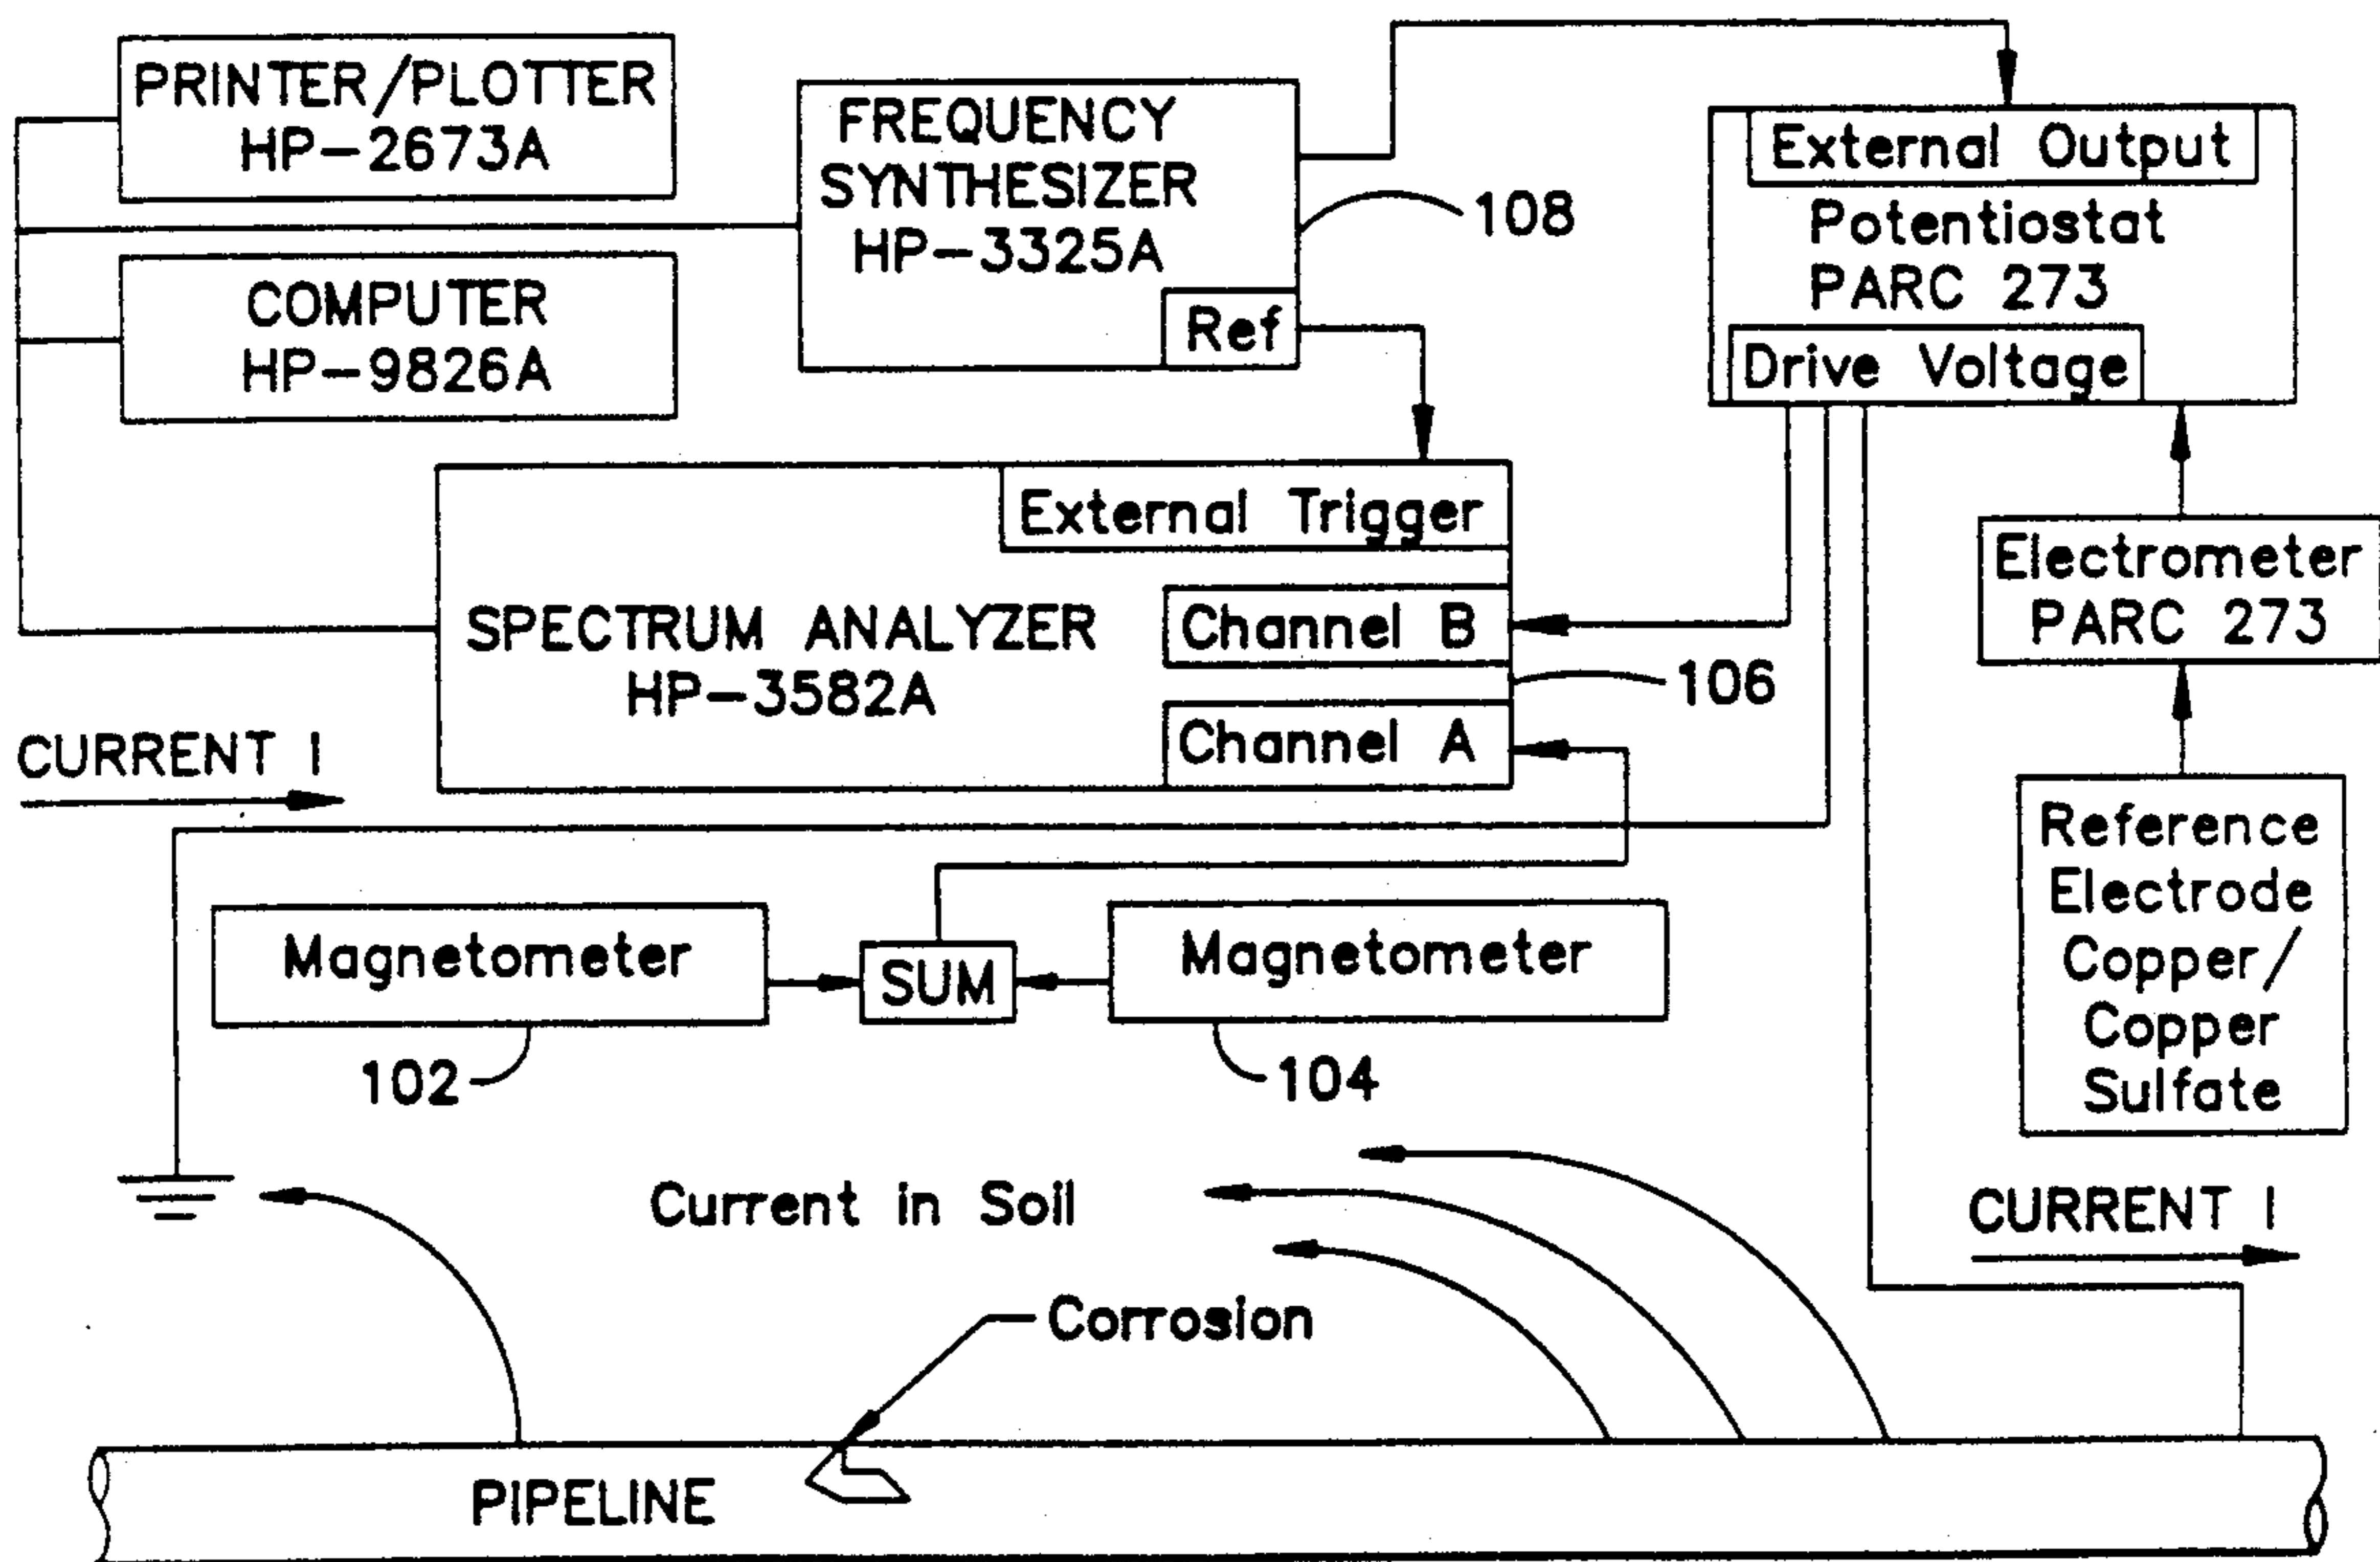 PRINTER/PLOTTER
HP-2673A
FREQUENCY
SYNTHESIZER
HP-3325A
Ref
108
External Output
Potentiostat
PARC 273
Drive Voltage
COMPUTER
HP-9826A
External Trigger
SPECTRUM ANALYZER
HP-3582A
Channel B
106
Channel A
Electrometer
PARC 273
CURRENT I
Reference
Electrode
Copper/
Copper
Sulfate
Magnetometer
SUM
Magnetometer
102
104
Current in Soil
CURRENT I
Corrosion
PIPELINE